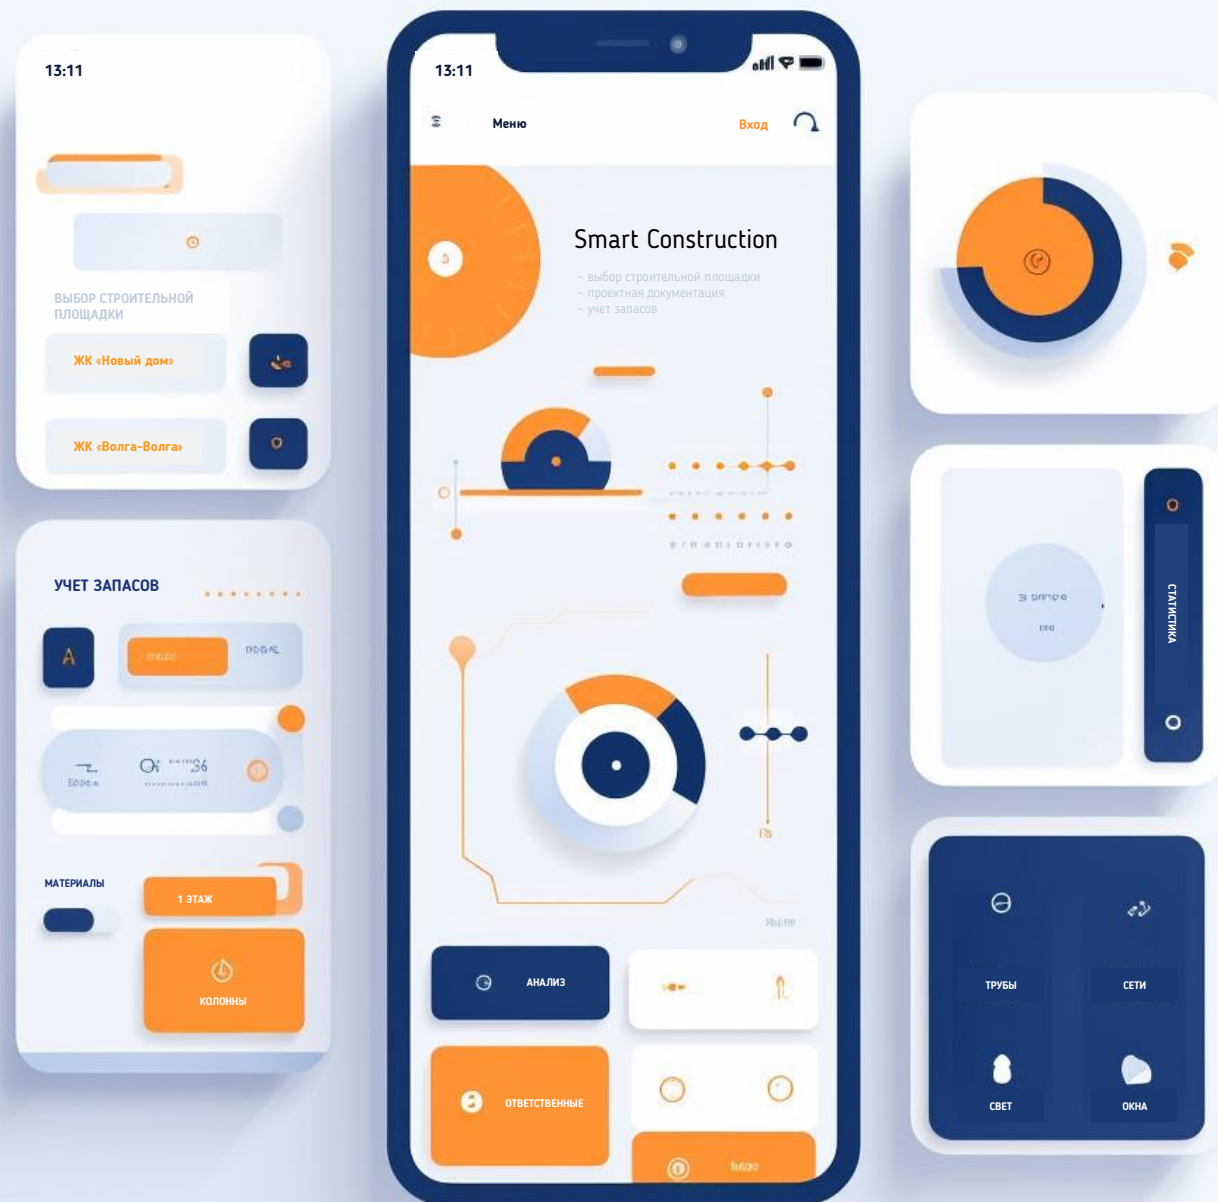 13:11
ВЫБОР СТРОИТЕЛЬНОЙ
ПЛОЩАДКИ
ЖК «Новый дом»
ЖК «Волга-Волга»
УЧЕТ ЗАПАСОВ
A
МАТЕРИАЛЫ
1 ЭТАЖ
КОЛОННЫ
13:11
Меню
Вход
Smart Construction
- выбор строительной площадки
- проектная документация
- учет запасов
АНАЛИЗ
ОТВЕТСТВЕННЫЕ
СТАТИСТИКА
ТРУБЫ
СЕТИ
СВЕТ
ОКНА